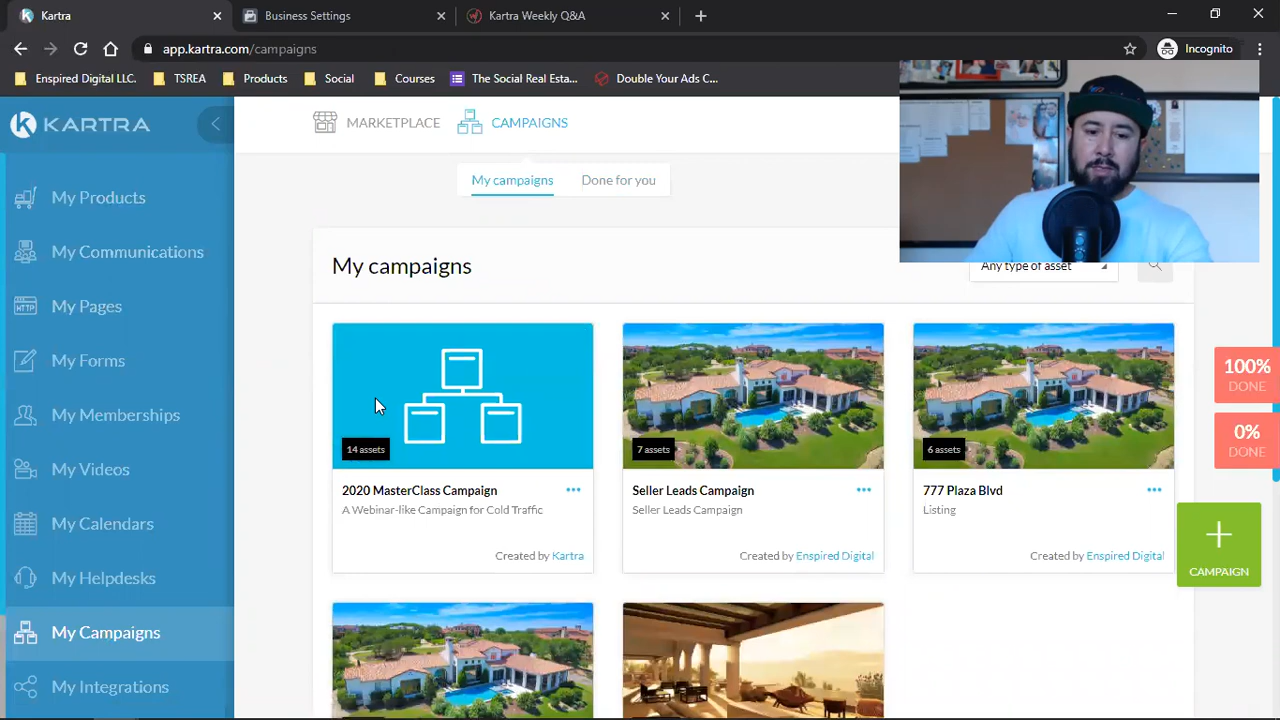 Kartra
Business Settings
Kartra Weekly Q&A
app.kartra.com/campaigns
Incognito
Enspired Digital LLC.
TSREA
Products
Social
Courses
The Social Real Esta...
Double Your Ads C...
KARTRA
MARKETPLACE
CAMPAIGNS
My campaigns
Done for you
My Products
My Communications
My Pages
My Forms
My Memberships
My Videos
My Calendars
My Helpdesks
My Campaigns
My Integrations
My campaigns
Any type of asset
14 assets
2020 MasterClass Campaign
A Webinar-like Campaign for Cold Traffic
Created by Kartra
7 assets
Seller Leads Campaign
Seller Leads Campaign
Created by Enspired Digital
6 assets
777 Plaza Blvd
Listing
Created by Enspired Digital
100%
DONE
0%
DONE
CAMPAIGN